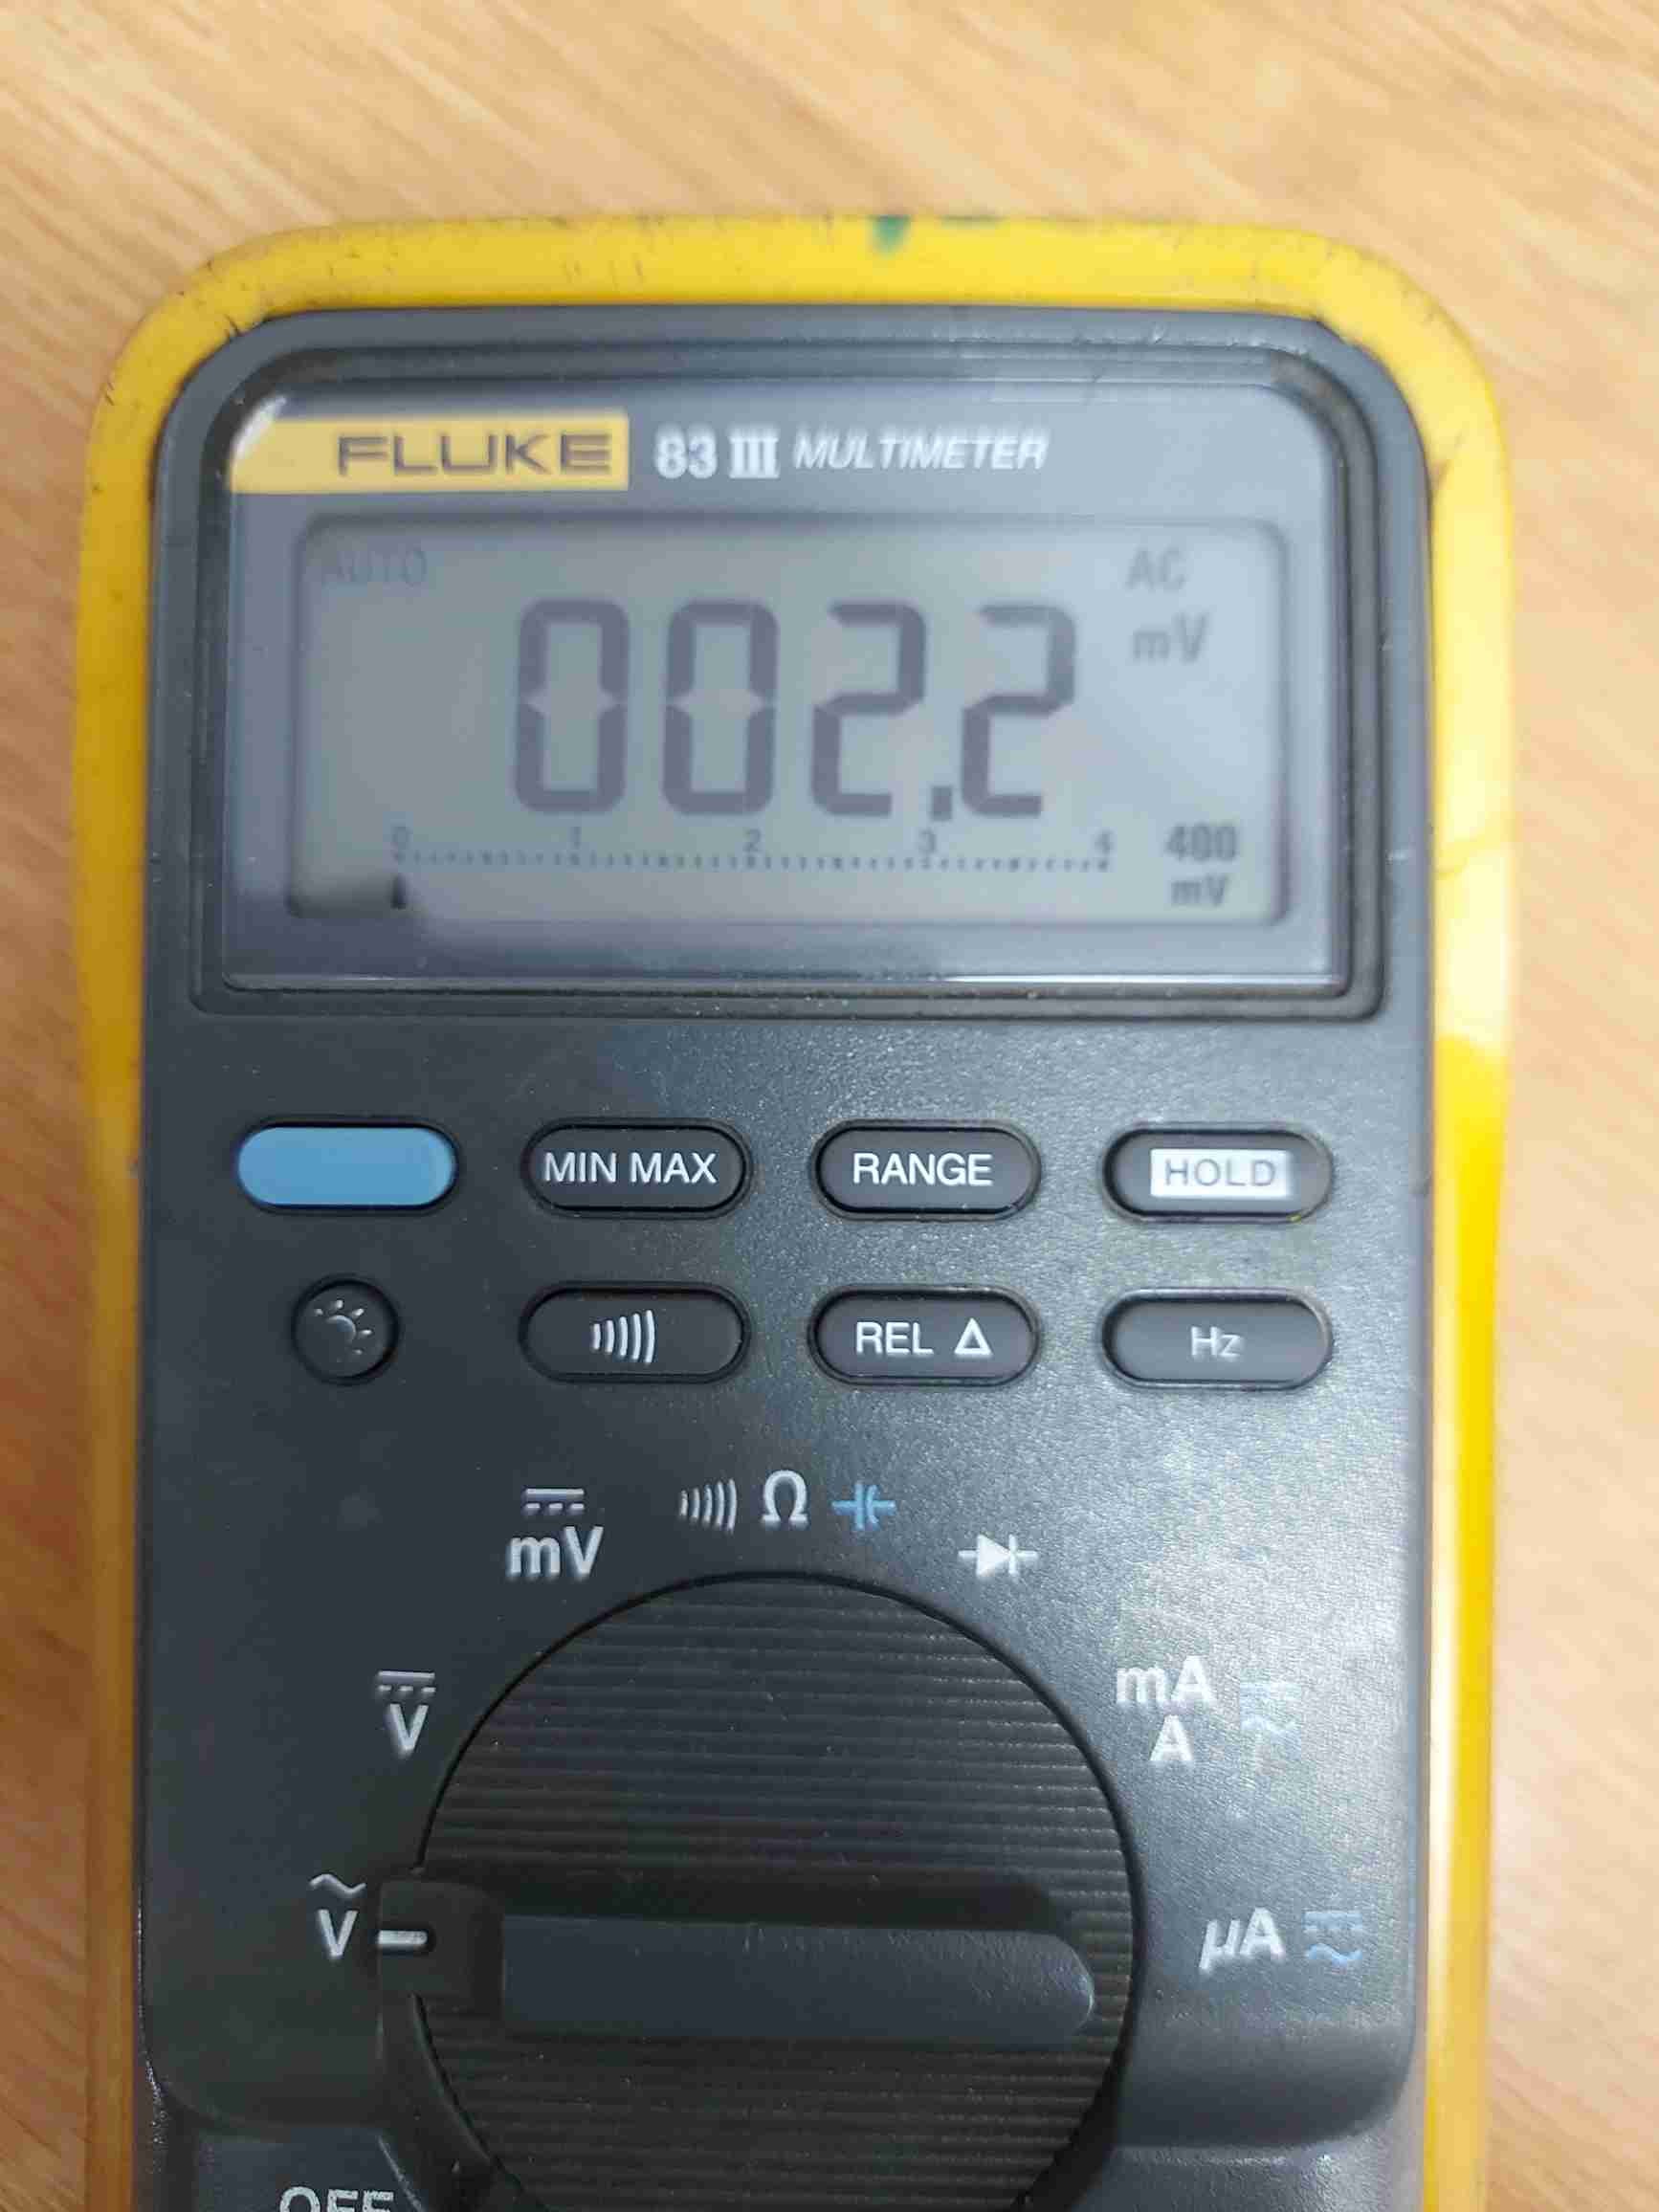 FLUKE 83 III MULTIMETER
AUTO AC
002.2 mV
0 1 2 3 4 400
mV
MIN MAX RANGE HOLD
REL Δ Hz
mV Ω
V mA
A
V μA
OFF